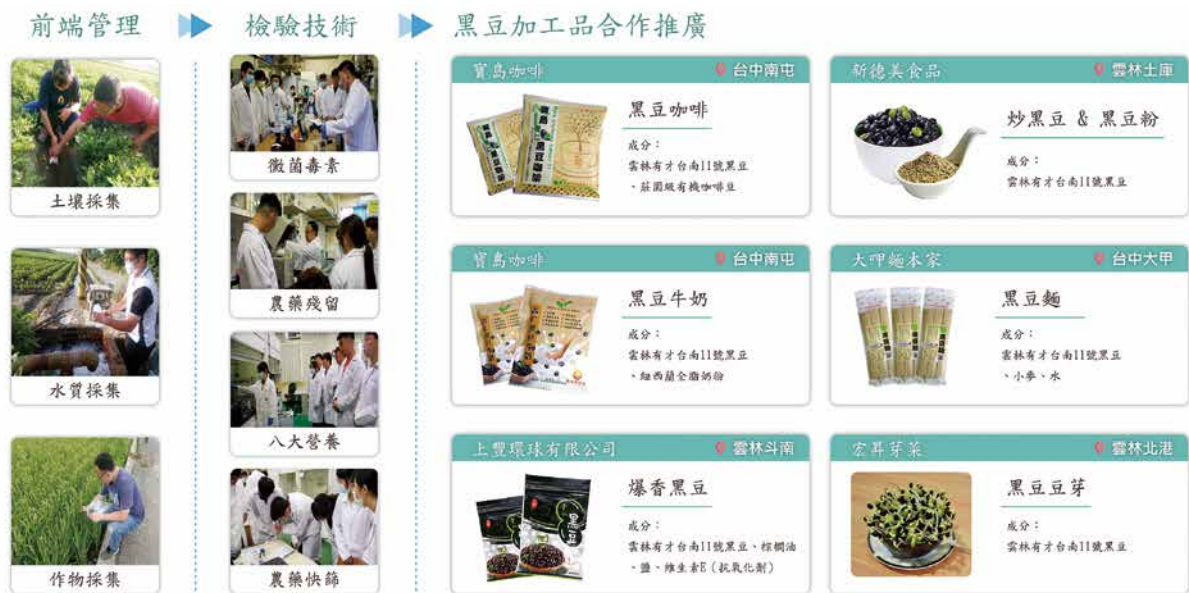 前端管理
檢驗技術
黑豆加工品合作推廣
土壤採集
水質採集
作物採集
黴菌毒素
農藥殘留
八大營養
農藥快篩
寶島咖啡
台中南屯
黑豆咖啡
成分：
雲林有才台南11號黑豆
、莊園級有機咖啡豆
新德美食品
雲林土庫
炒黑豆 & 黑豆粉
成分：
雲林有才台南11號黑豆
寶島咖啡
台中南屯
黑豆牛奶
成分：
雲林有才台南11號黑豆
、紐西蘭全脂奶粉
大呷麵本家
台中大甲
黑豆麵
成分：
雲林有才台南11號黑豆
、小麥、水
上豐環球有限公司
雲林斗南
爆香黑豆
成分：
雲林有才台南11號黑豆、棕櫚油
、鹽、維生素E（抗氧化劑）
宏昇芽菜
雲林北港
黑豆豆芽
成分：
雲林有才台南11號黑豆